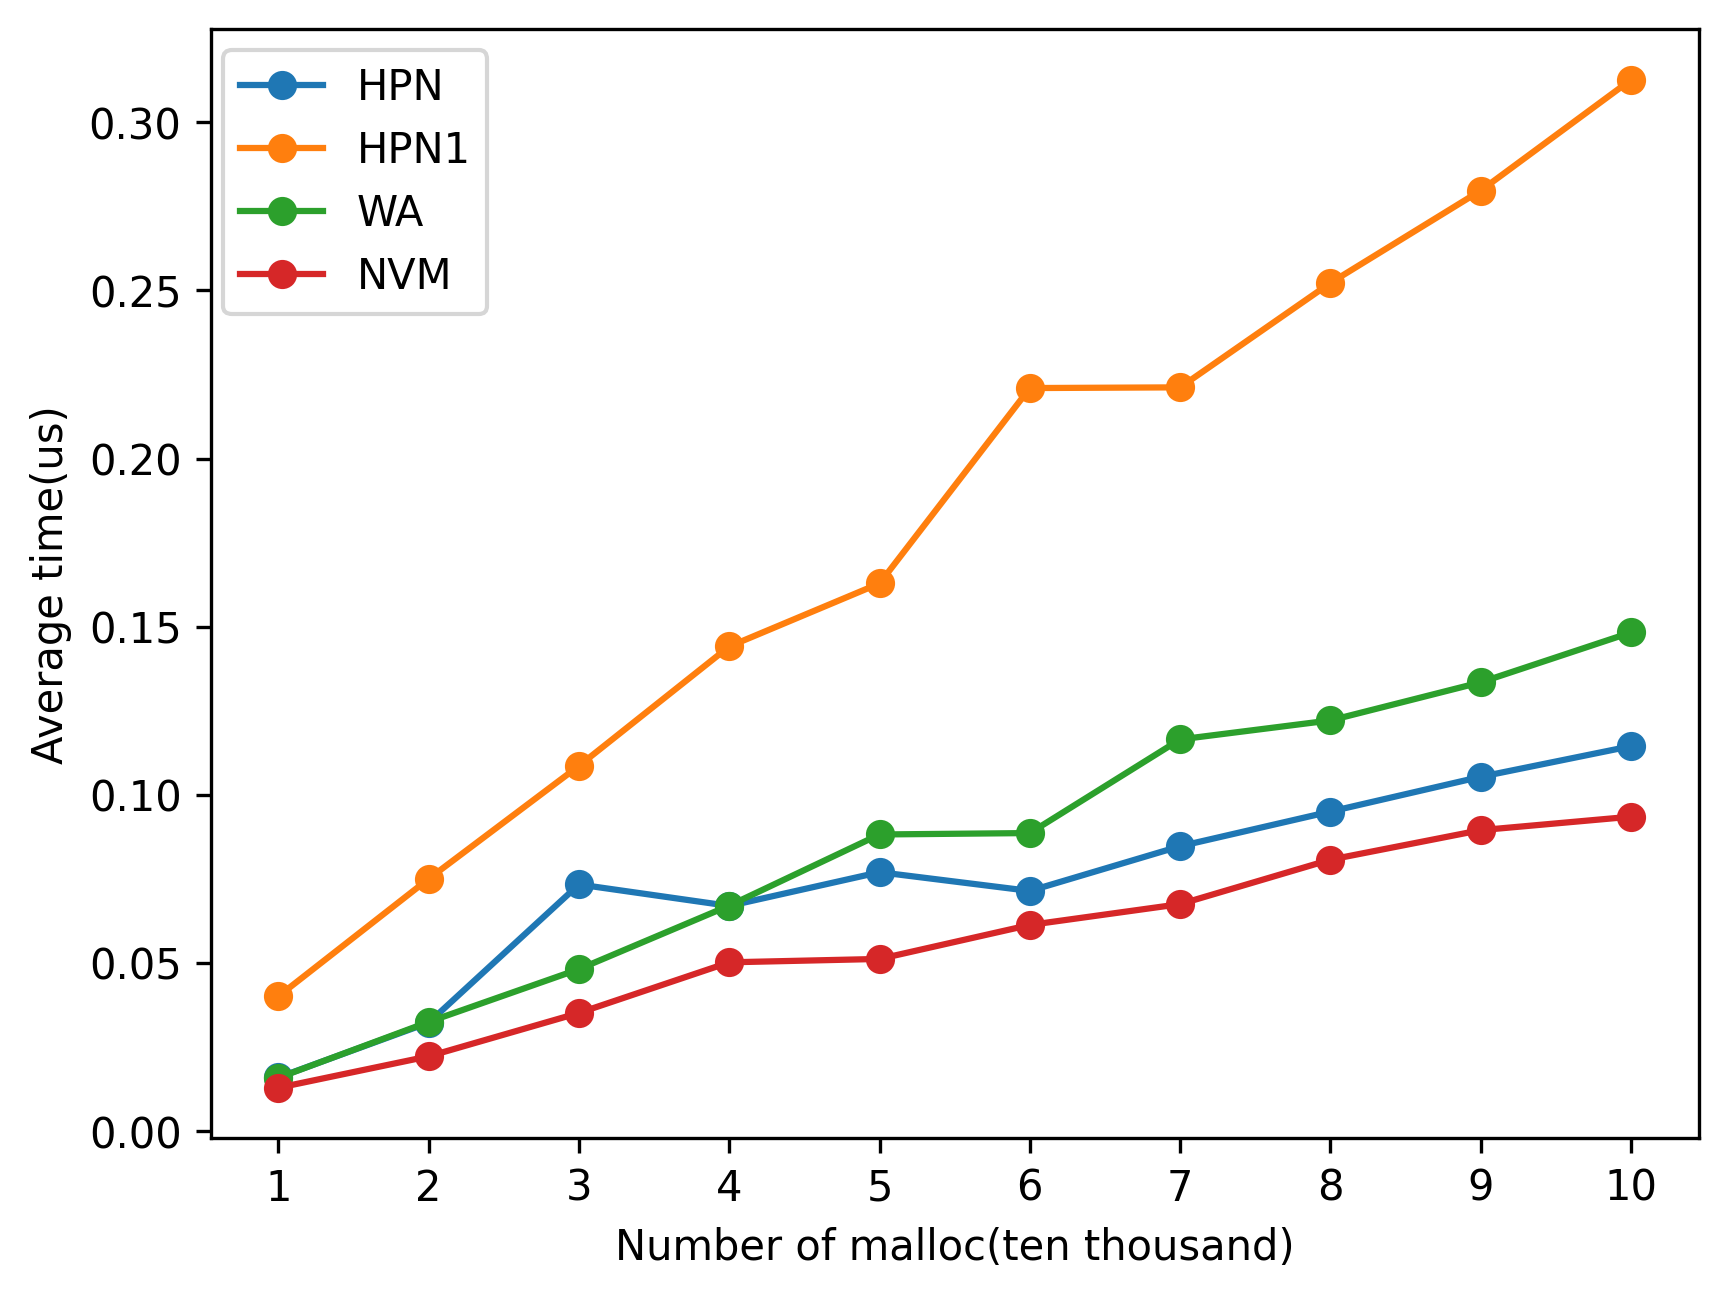 HPN
HPN1
WA
NVM
0.30
0.25
0.20
0.15
0.10
0.05
0.00
Average time(us)
1 2 3 4 5 6 7 8 9 10
Number of malloc(ten thousand)